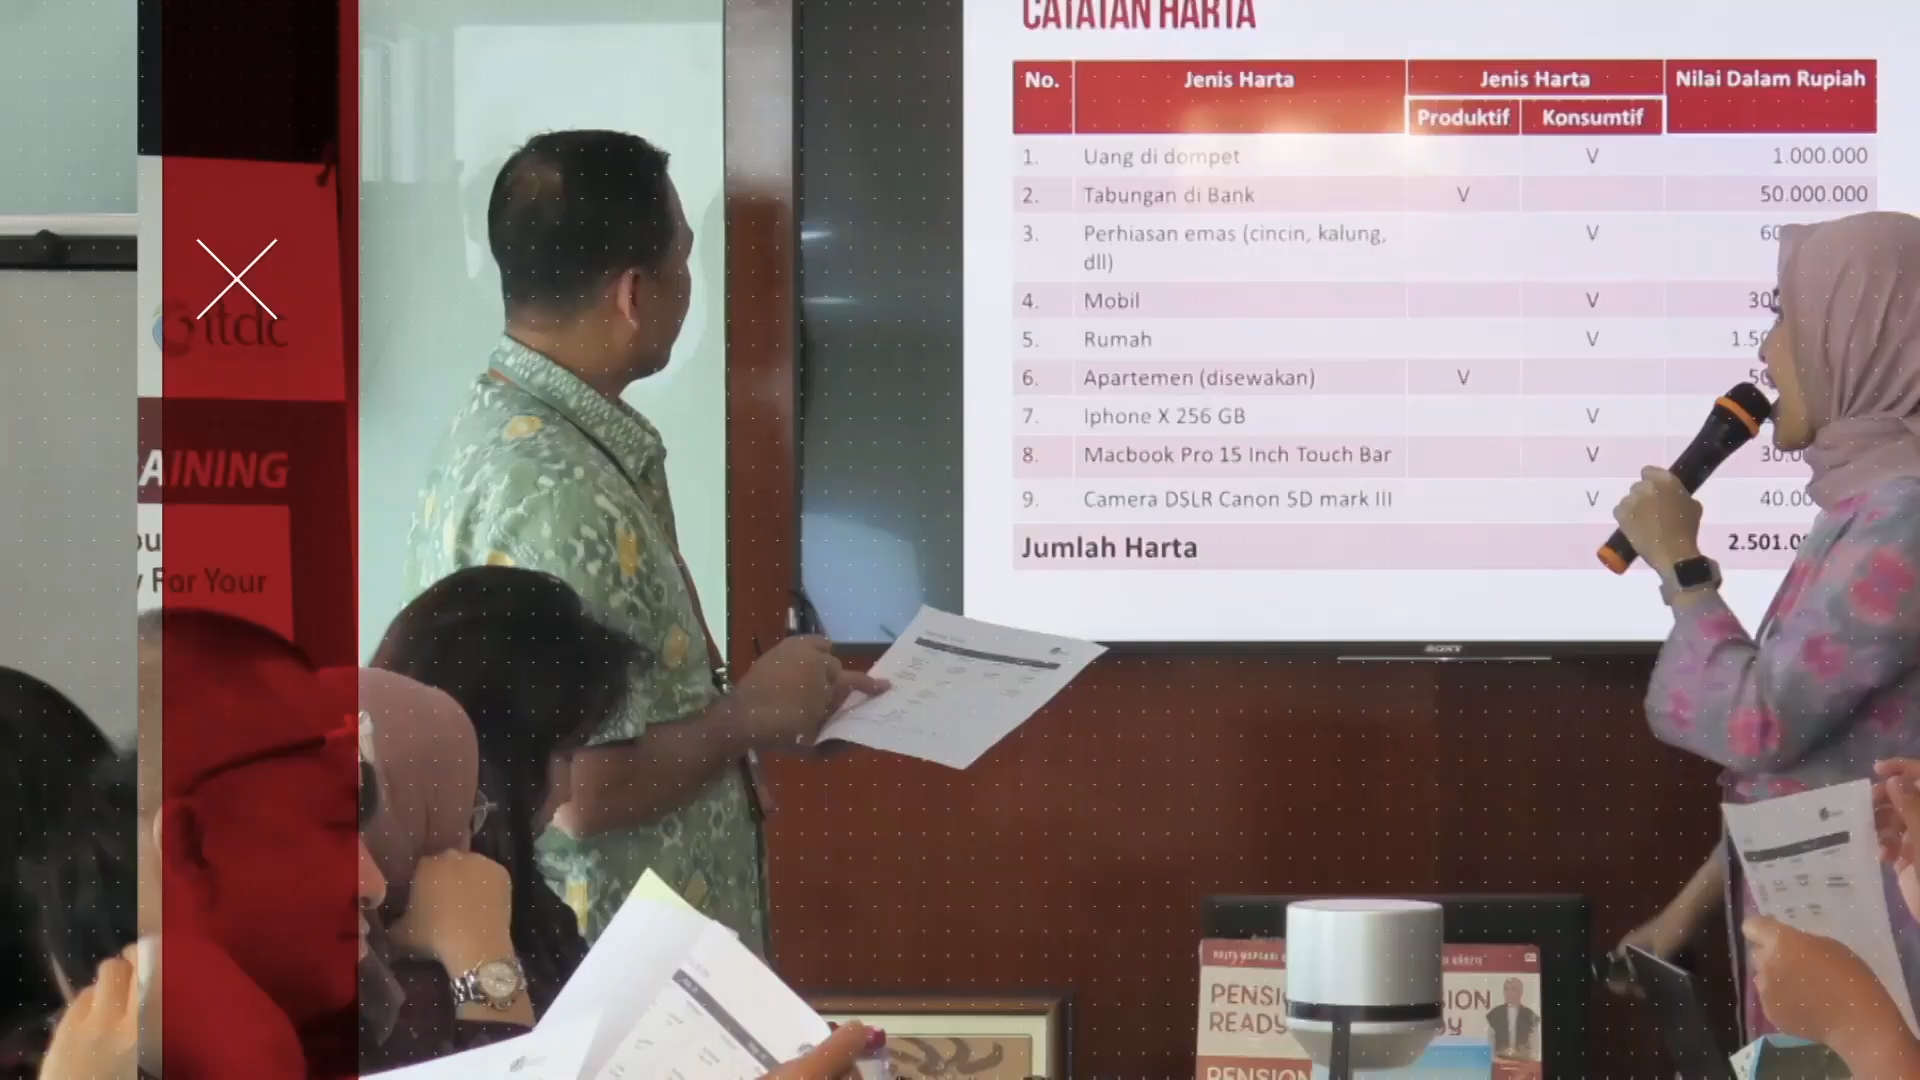 CATATAN HARTA
No. Jenis Harta Jenis Harta Nilai Dalam Rupiah
Produktif Konsumtif
1. Uang di dompet V 1.000.000
2. Tabungan di Bank V 50.000.000
3. Perhiasan emas (cincin, kalung, dll) V
4. Mobil V
5. Rumah V
6. Apartemen (disewakan) V
7. Iphone X 256 GB V
8. Macbook Pro 15 Inch Touch Bar V
9. Camera DSLR Canon 5D mark III V
Jumlah Harta
itdc
AINING
For Your
SONY
PENSI
READY
PENSION